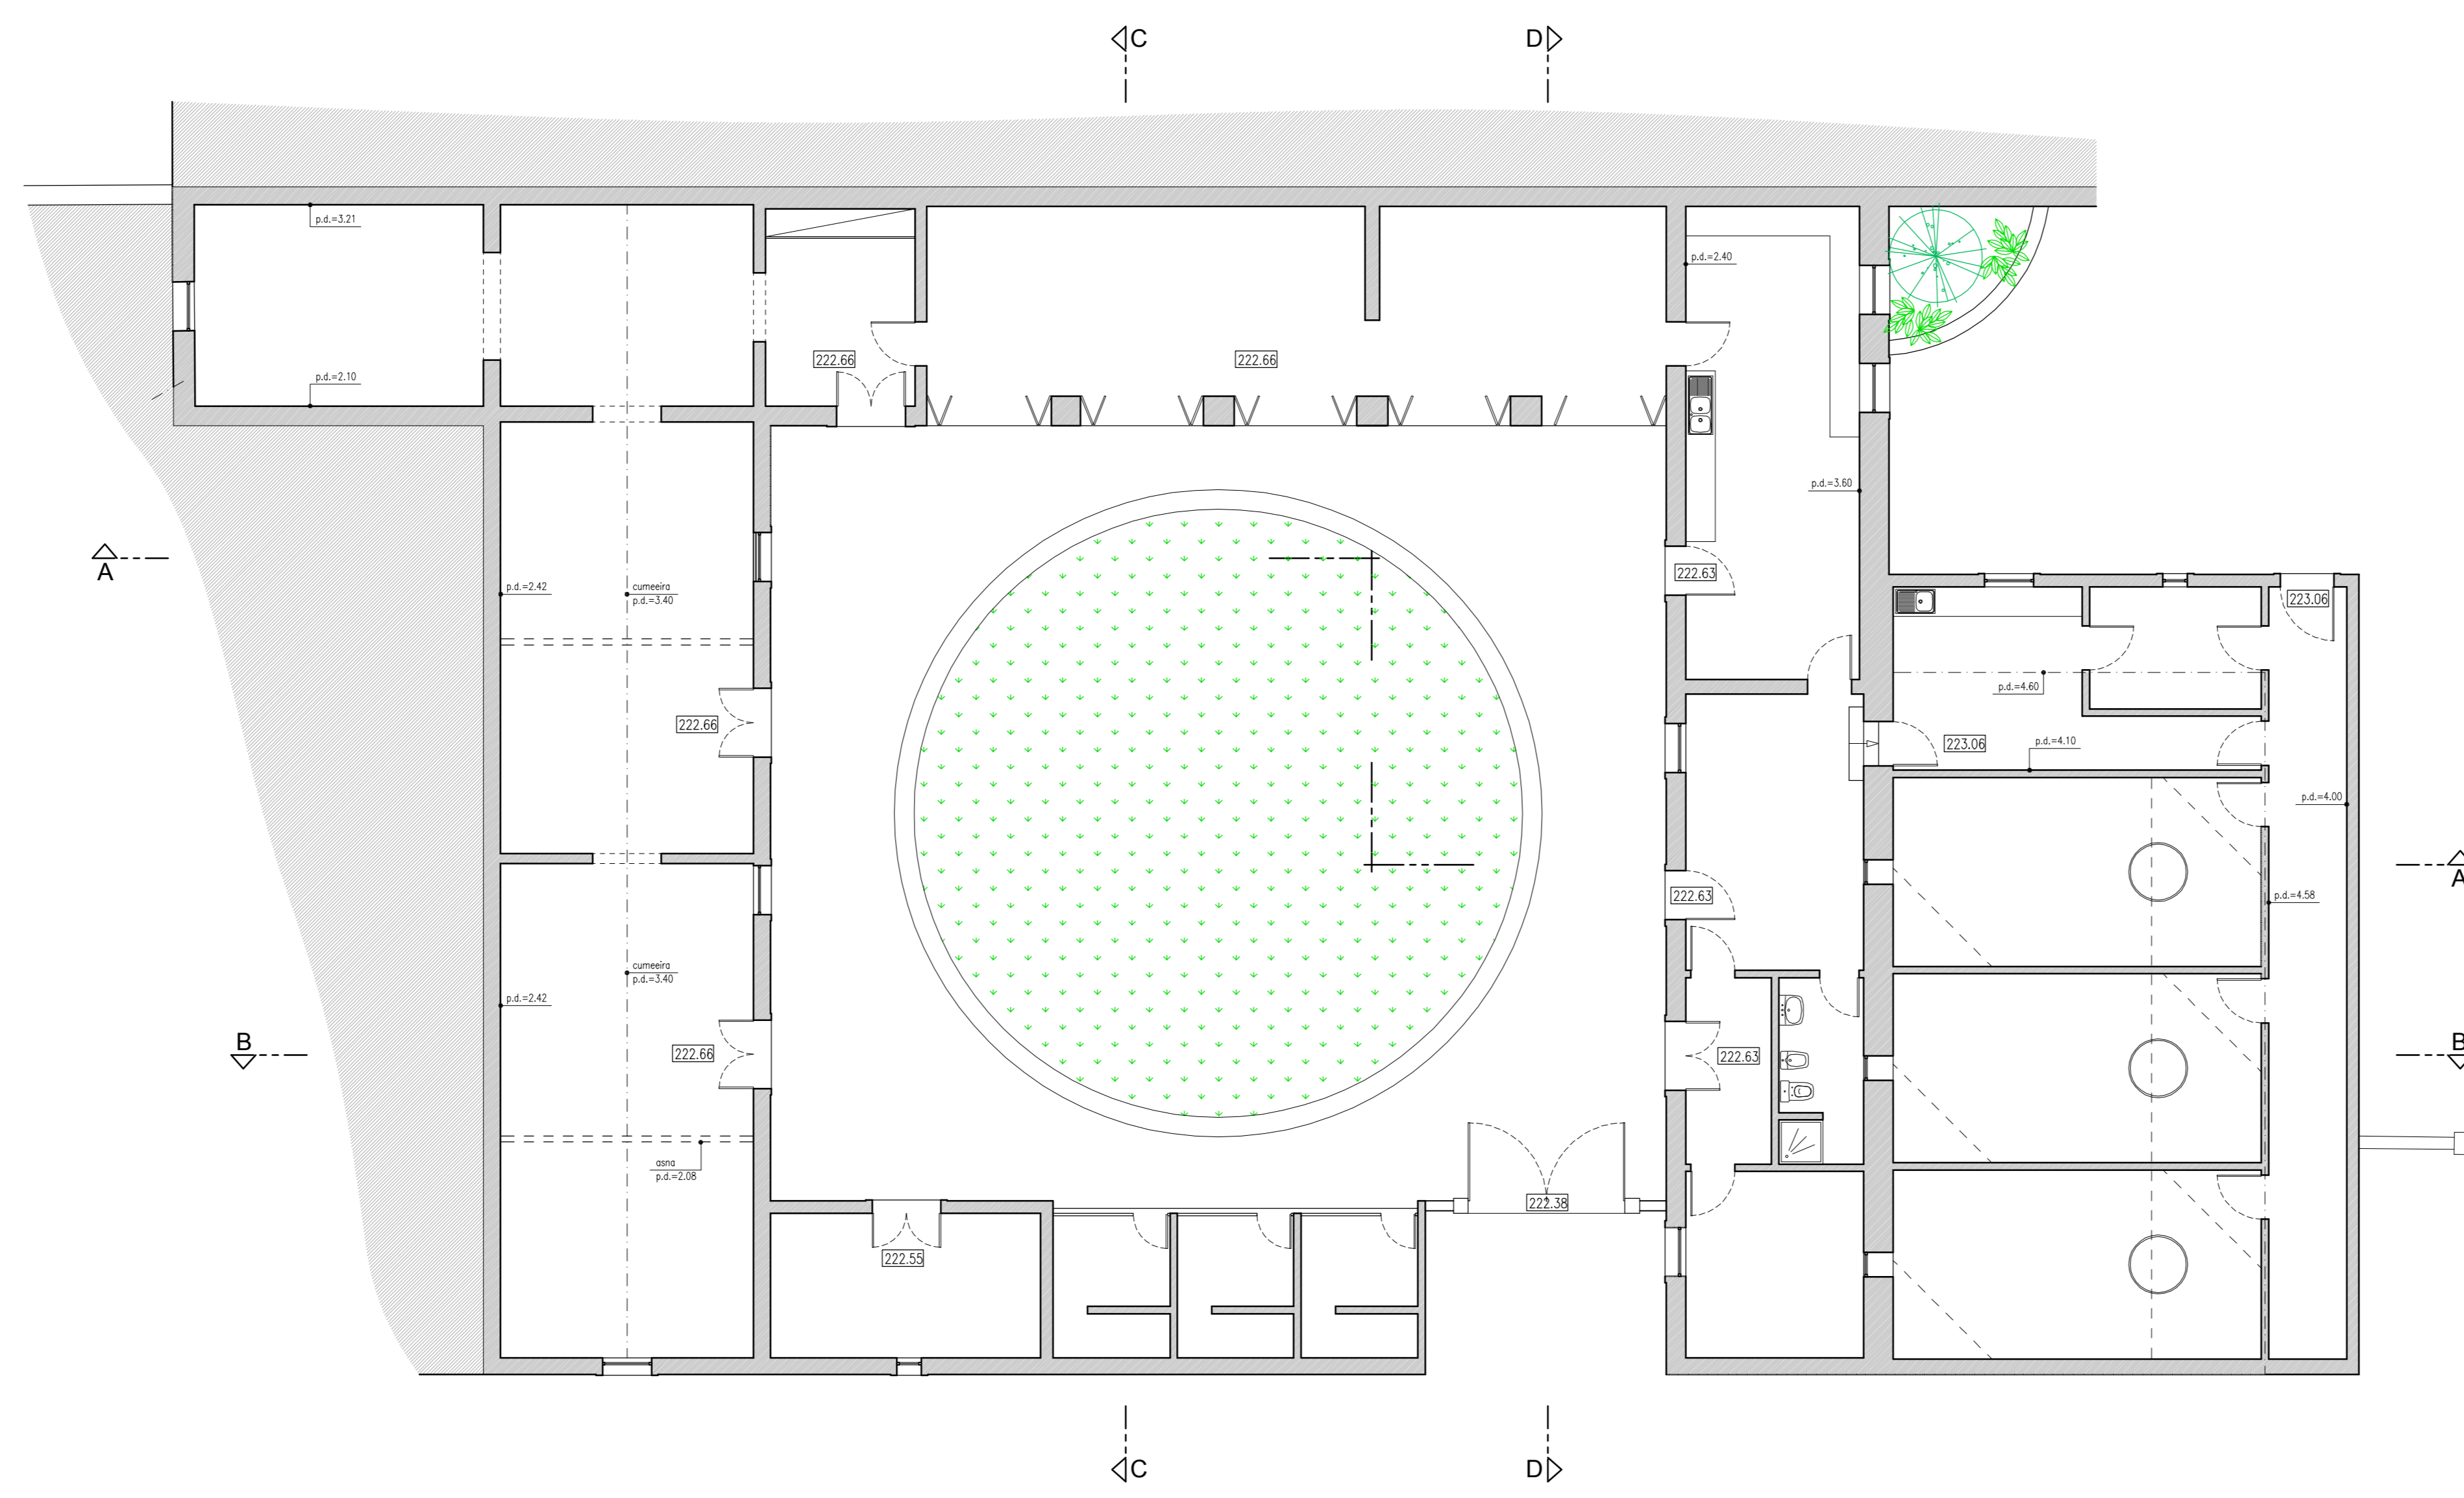 C
D
p.d.=3.21
p.d.=2.40
222.66
222.66
p.d.=2.10
p.d.=3.60
A
222.63
p.d.=2.42
cumeeira
p.d.=3.40
223.06
p.d.=4.60
222.66
223.06
p.d.=4.10
p.d.=4.00
A
222.63
p.d.=4.58
cumeeira
p.d.=3.40
p.d.=2.42
B
222.66
222.63
B
asna
p.d.=2.08
222.38
222.55
C
D